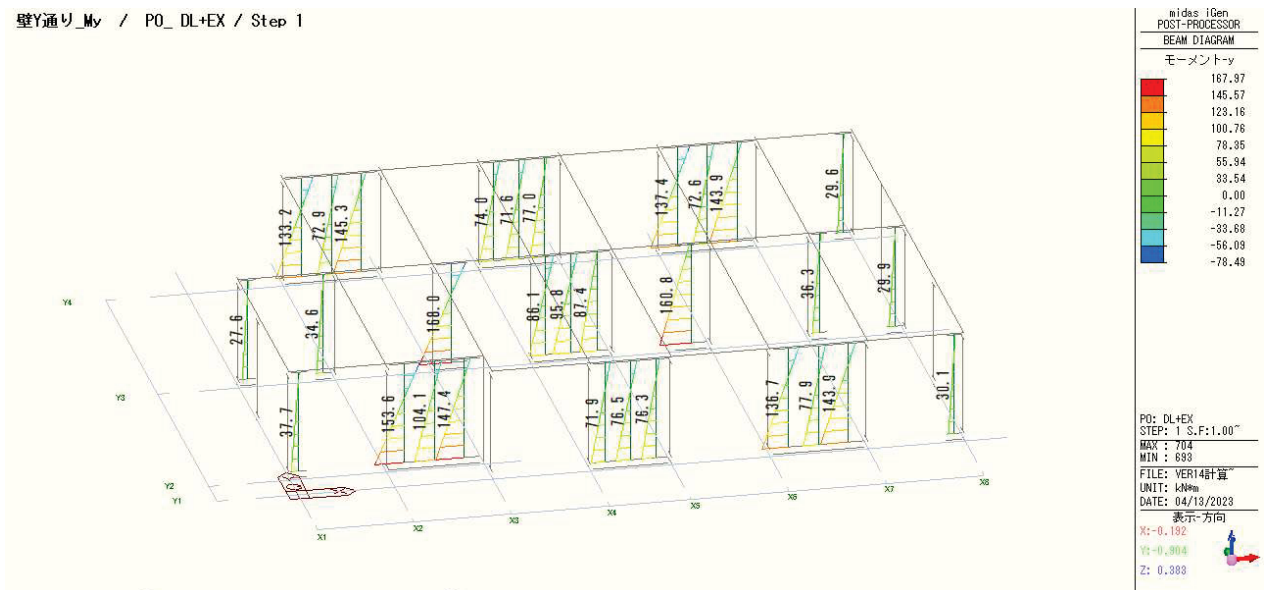 壁Y通り_My / PO_ DL+EX / Step 1
midas iGen
POST-PROCESSOR
BEAM DIAGRAM
モーメント-y
167.97
145.57
123.16
100.76
78.35
55.94
33.54
0.00
-11.27
-33.68
-56.09
-78.49
133.2
72.9
145.3
74.0
71.6
77.0
137.4
72.6
143.9
29.6
27.6
34.6
168.0
86.1
95.8
87.4
160.8
36.3
29.9
37.7
153.6
104.1
147.4
71.9
76.5
76.3
136.7
77.9
143.9
30.1
Y4
Y3
Y2
Y1
X
X1
X2
X3
X4
X5
X6
X7
X8
PO: DL+EX
STEP: 1 S.F:1.00~
MAX : 704
MIN : 693
FILE: VER14計算~
UNIT: kN*m
DATE: 04/13/2023
表示-方向
X:-0.192
Y:-0.904
Z: 0.383